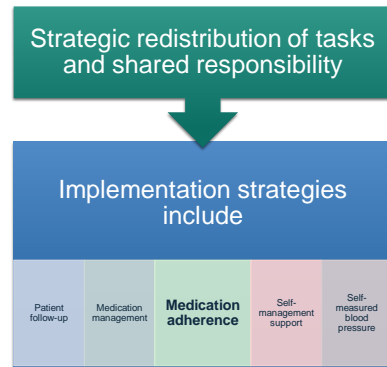 Strategic redistribution of tasks
and shared responsibility
Implementation strategies
include
Patient
follow-up
Medication
management
Medication
adherence
Self-
management
support
Self-
measured
blood
pressure